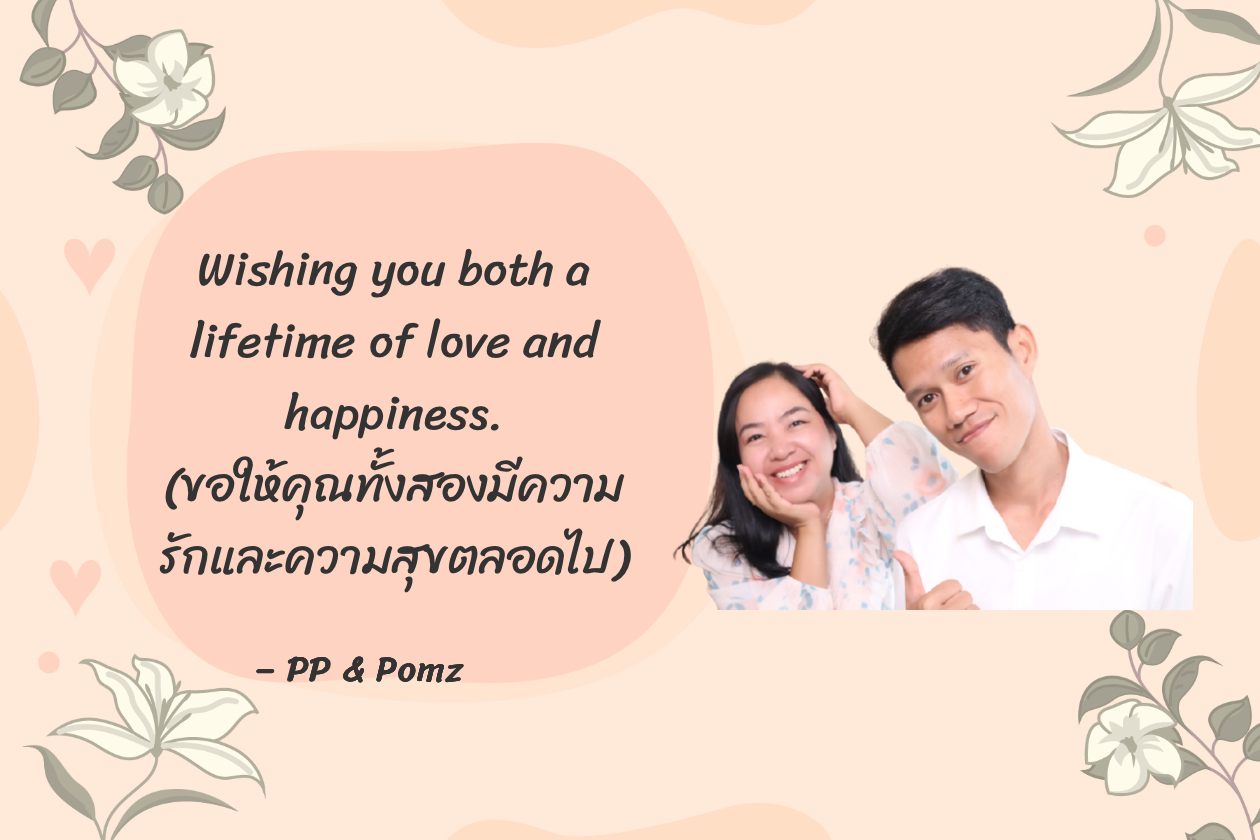 Wishing you both a
lifetime of love and
happiness.
(ขอให้คุณทั้งสองมีความ
รักและความสุขตลอดไป)
– PP & Pomz